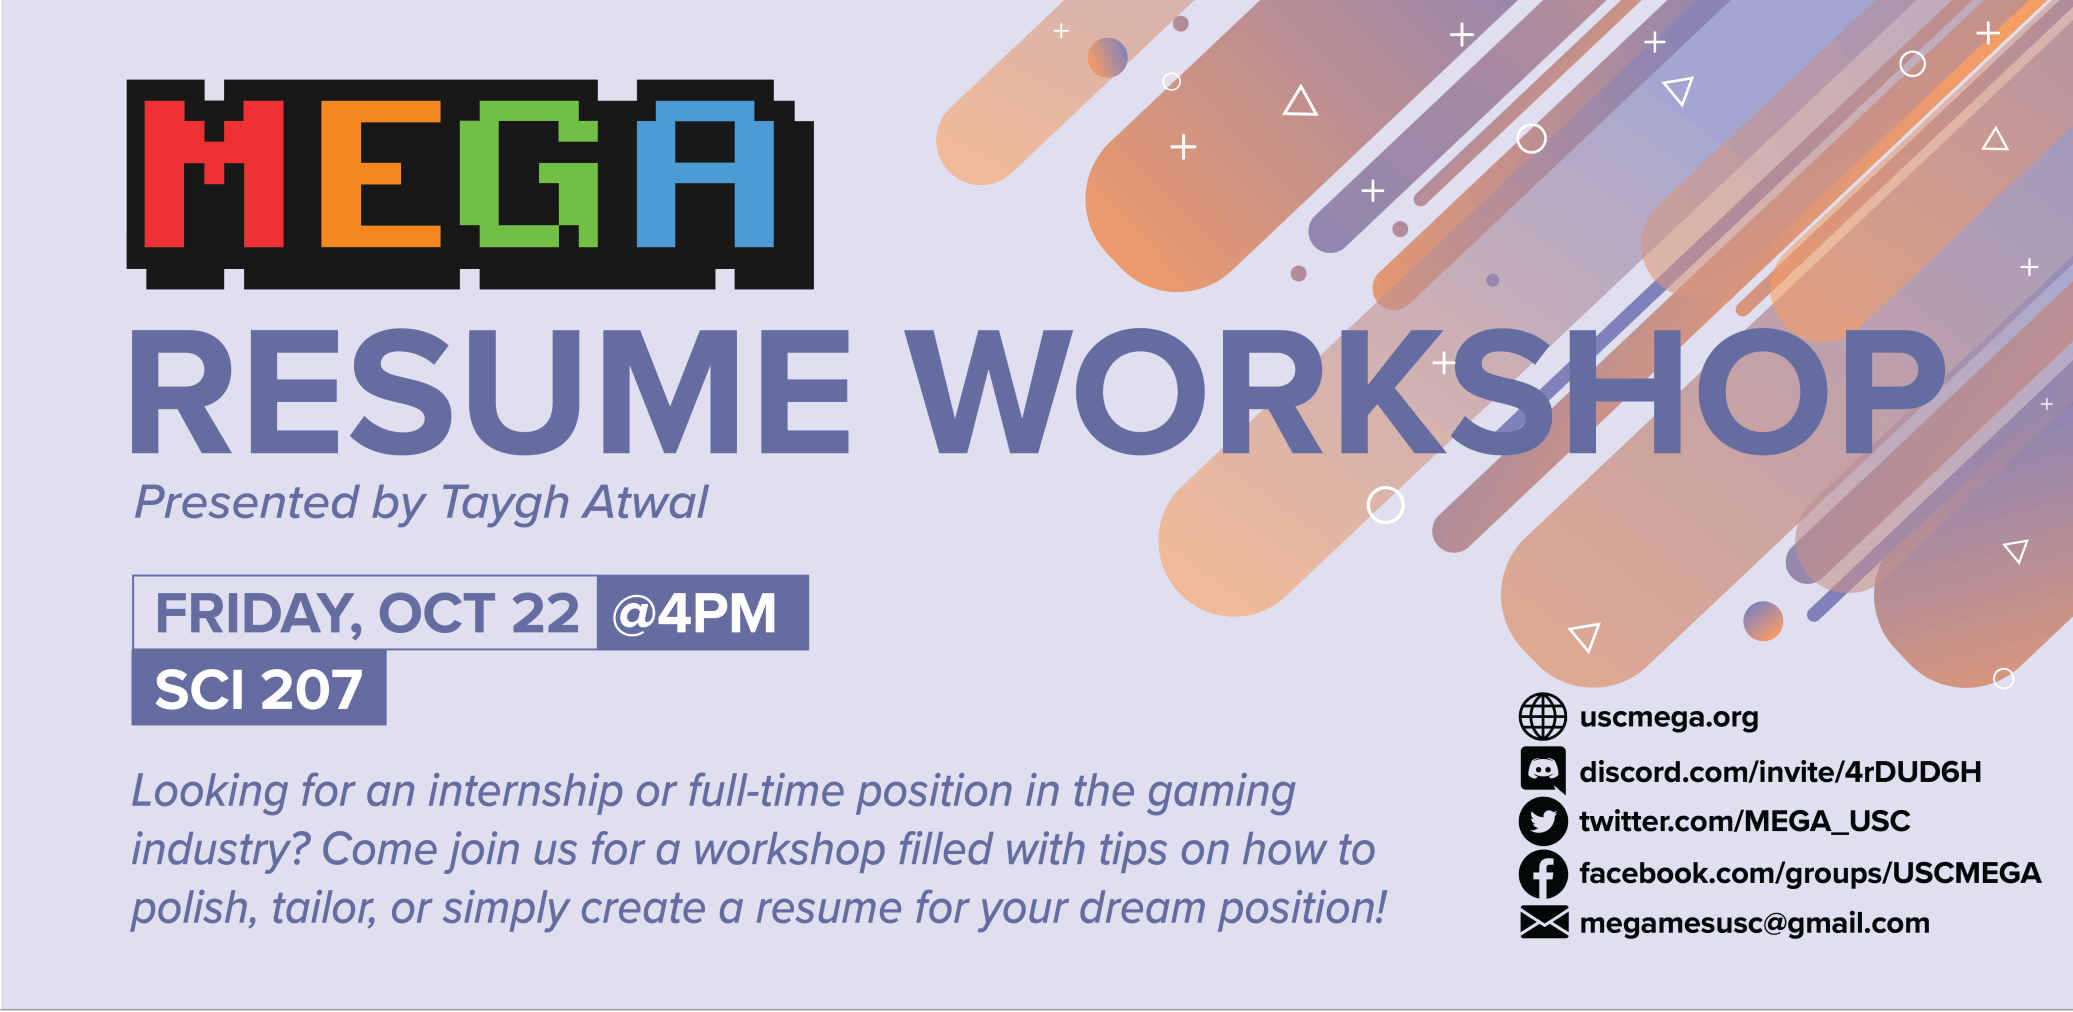 MEGA
RESUME WORKSHOP
Presented by Taygh Atwal
FRIDAY, OCT 22 @4PM
SCI 207
Looking for an internship or full-time position in the gaming
industry? Come join us for a workshop filled with tips on how to
polish, tailor, or simply create a resume for your dream position!
uscmega.org
discord.com/invite/4rDUD6H
twitter.com/MEGA_USC
facebook.com/groups/USCMEGA
megamesusc@gmail.com